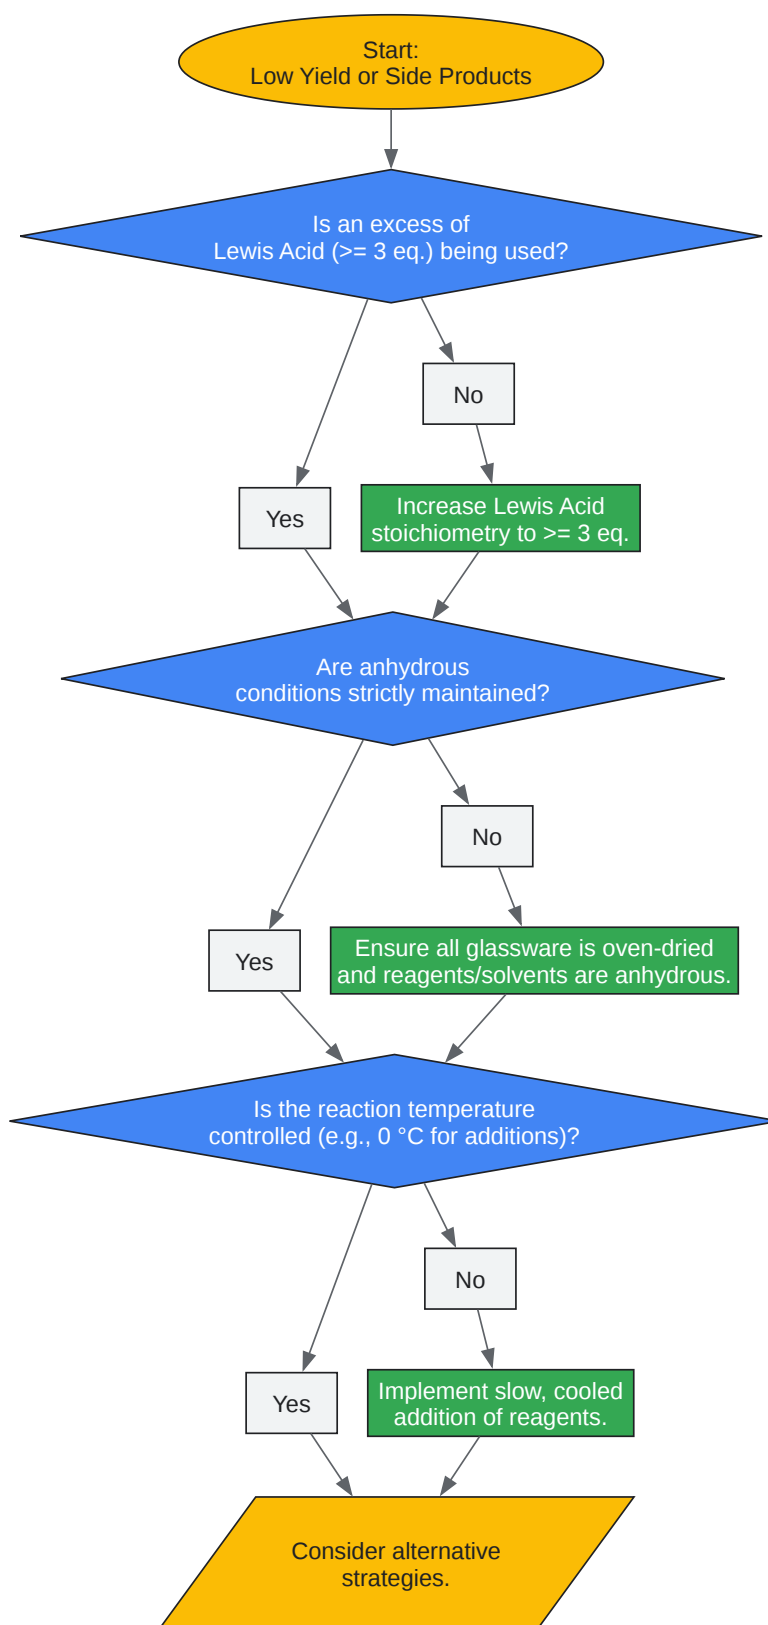 Start:
Low Yield or Side Products
Is an excess of
Lewis Acid (>= 3 eq.) being used?
No
Yes
Increase Lewis Acid
stoichiometry to >= 3 eq.
Are anhydrous
conditions strictly maintained?
No
Yes
Ensure all glassware is oven-dried
and reagents/solvents are anhydrous.
Is the reaction temperature
controlled (e.g., 0 °C for additions)?
No
Yes
Implement slow, cooled
addition of reagents.
Consider alternative
strategies.